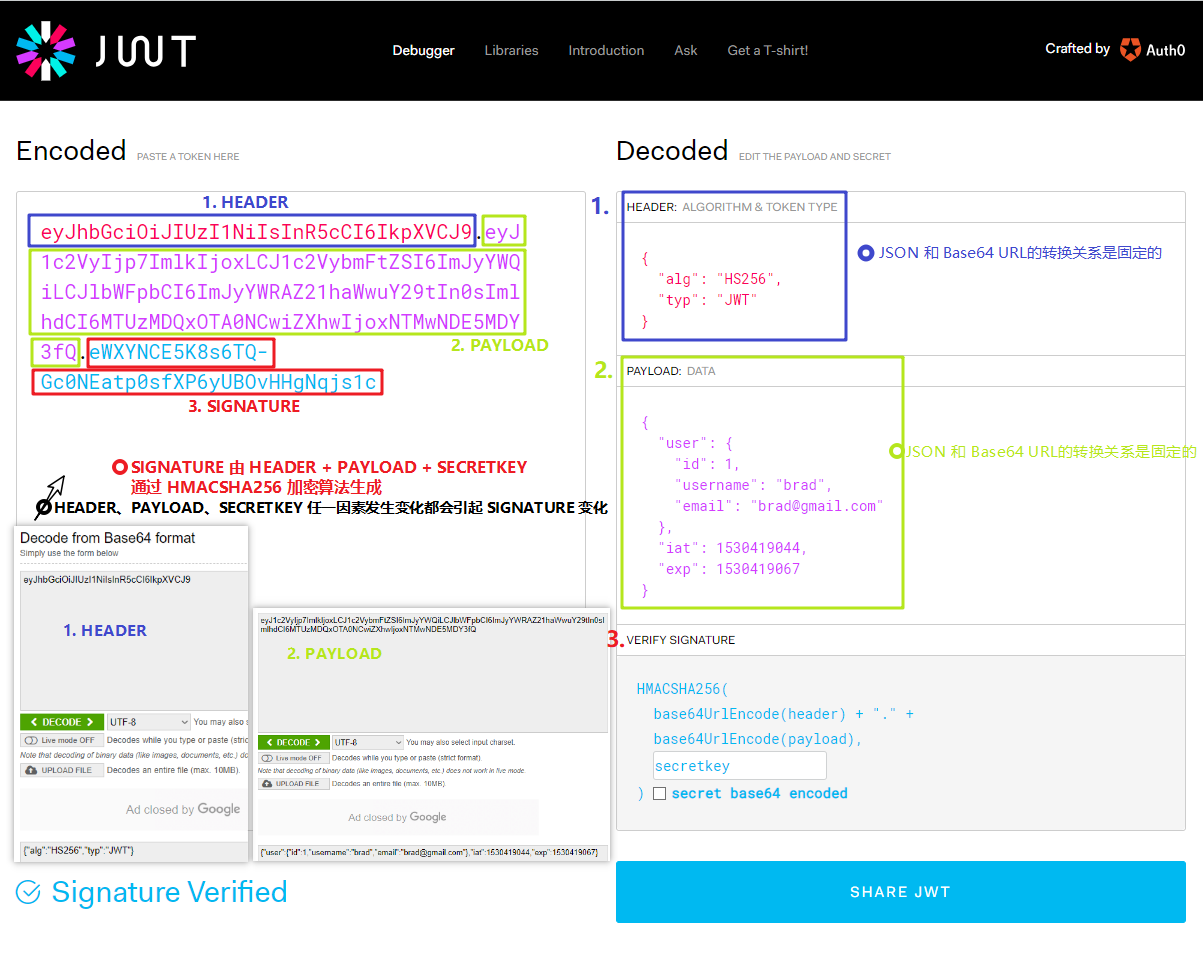 JWT
Debugger
Libraries
Introduction
Ask
Get a T-shirt!
Crafted by Auth0
Encoded PASTE A TOKEN HERE
1. HEADER
eyJhbGciOiJIUzI1NiIsInR5cCI6IkpXVCJ9.eyJ
1c2VyIjp7ImlkIjoxLCJ1c2VybmFtZSI6ImJyYWQ
iLCJlbWFpbCI6ImJyYWRAZ21haWwuY29tIn0sIml
hdCI6MTUzMDQxOTA0NCwiZXhwIjoxNTMwNDE5MDY
3fQ.eWXYNCE5K8s6TQ-
2. PAYLOAD
Gc0NEatp0sfXP6yUBOvHHgNqjs1c
3. SIGNATURE
SIGNATURE 由 HEADER + PAYLOAD + SECRETKEY
通过 HMACSHA256 加密算法生成
HEADER、PAYLOAD、SECRETKEY 任一因素发生变化都会引起 SIGNATURE 变化
Decode from Base64 format
Simply use the form below
eyJhbGciOiJIUzI1NiIsInR5cCI6IkpXVCJ9
1. HEADER
< DECODE >
UTF-8
You may also s
Live mode OFF
Decodes while you type or paste (stric
Note that decoding of binary data (like images, documents, etc.) do
UPLOAD FILE
Decodes an entire file (max. 10MB).
Ad closed by Google
{"alg":"HS256","typ":"JWT"}
eyJ1c2VyIjp7ImlkIjoxLCJ1c2VybmFtZSI6ImJyYWQiLCJlbWFpbCI6ImJyYWRAZ21haWwuY29tIn0sI
mlhdCI6MTUzMDQxOTA0NCwiZXhwIjoxNTMwNDE5MDY3fQ
2. PAYLOAD
< DECODE >
UTF-8
You may also select input charset.
Live mode OFF
Decodes while you type or paste (strict format).
Note that decoding of binary data (like images, documents, etc.) does not work in live mode.
UPLOAD FILE
Decodes an entire file (max. 10MB)
Ad closed by Google
{"user":{"id":1,"username":"brad","email":"brad@gmail.com"},"iat":1530419044,"exp":1530419067}
Signature Verified
Decoded EDIT THE PAYLOAD AND SECRET
1.
HEADER: ALGORITHM & TOKEN TYPE
{
"alg": "HS256",
"typ": "JWT"
}
JSON 和 Base64 URL的转换关系是固定的
2.
PAYLOAD: DATA
{
"user": {
"id": 1,
"username": "brad",
"email": "brad@gmail.com"
},
"iat": 1530419044,
"exp": 1530419067
}
JSON 和 Base64 URL的转换关系是固定的
3.
VERIFY SIGNATURE
HMACSHA256(
base64UrlEncode(header) + "." +
base64UrlEncode(payload),
secretkey
) secret base64 encoded
SHARE JWT